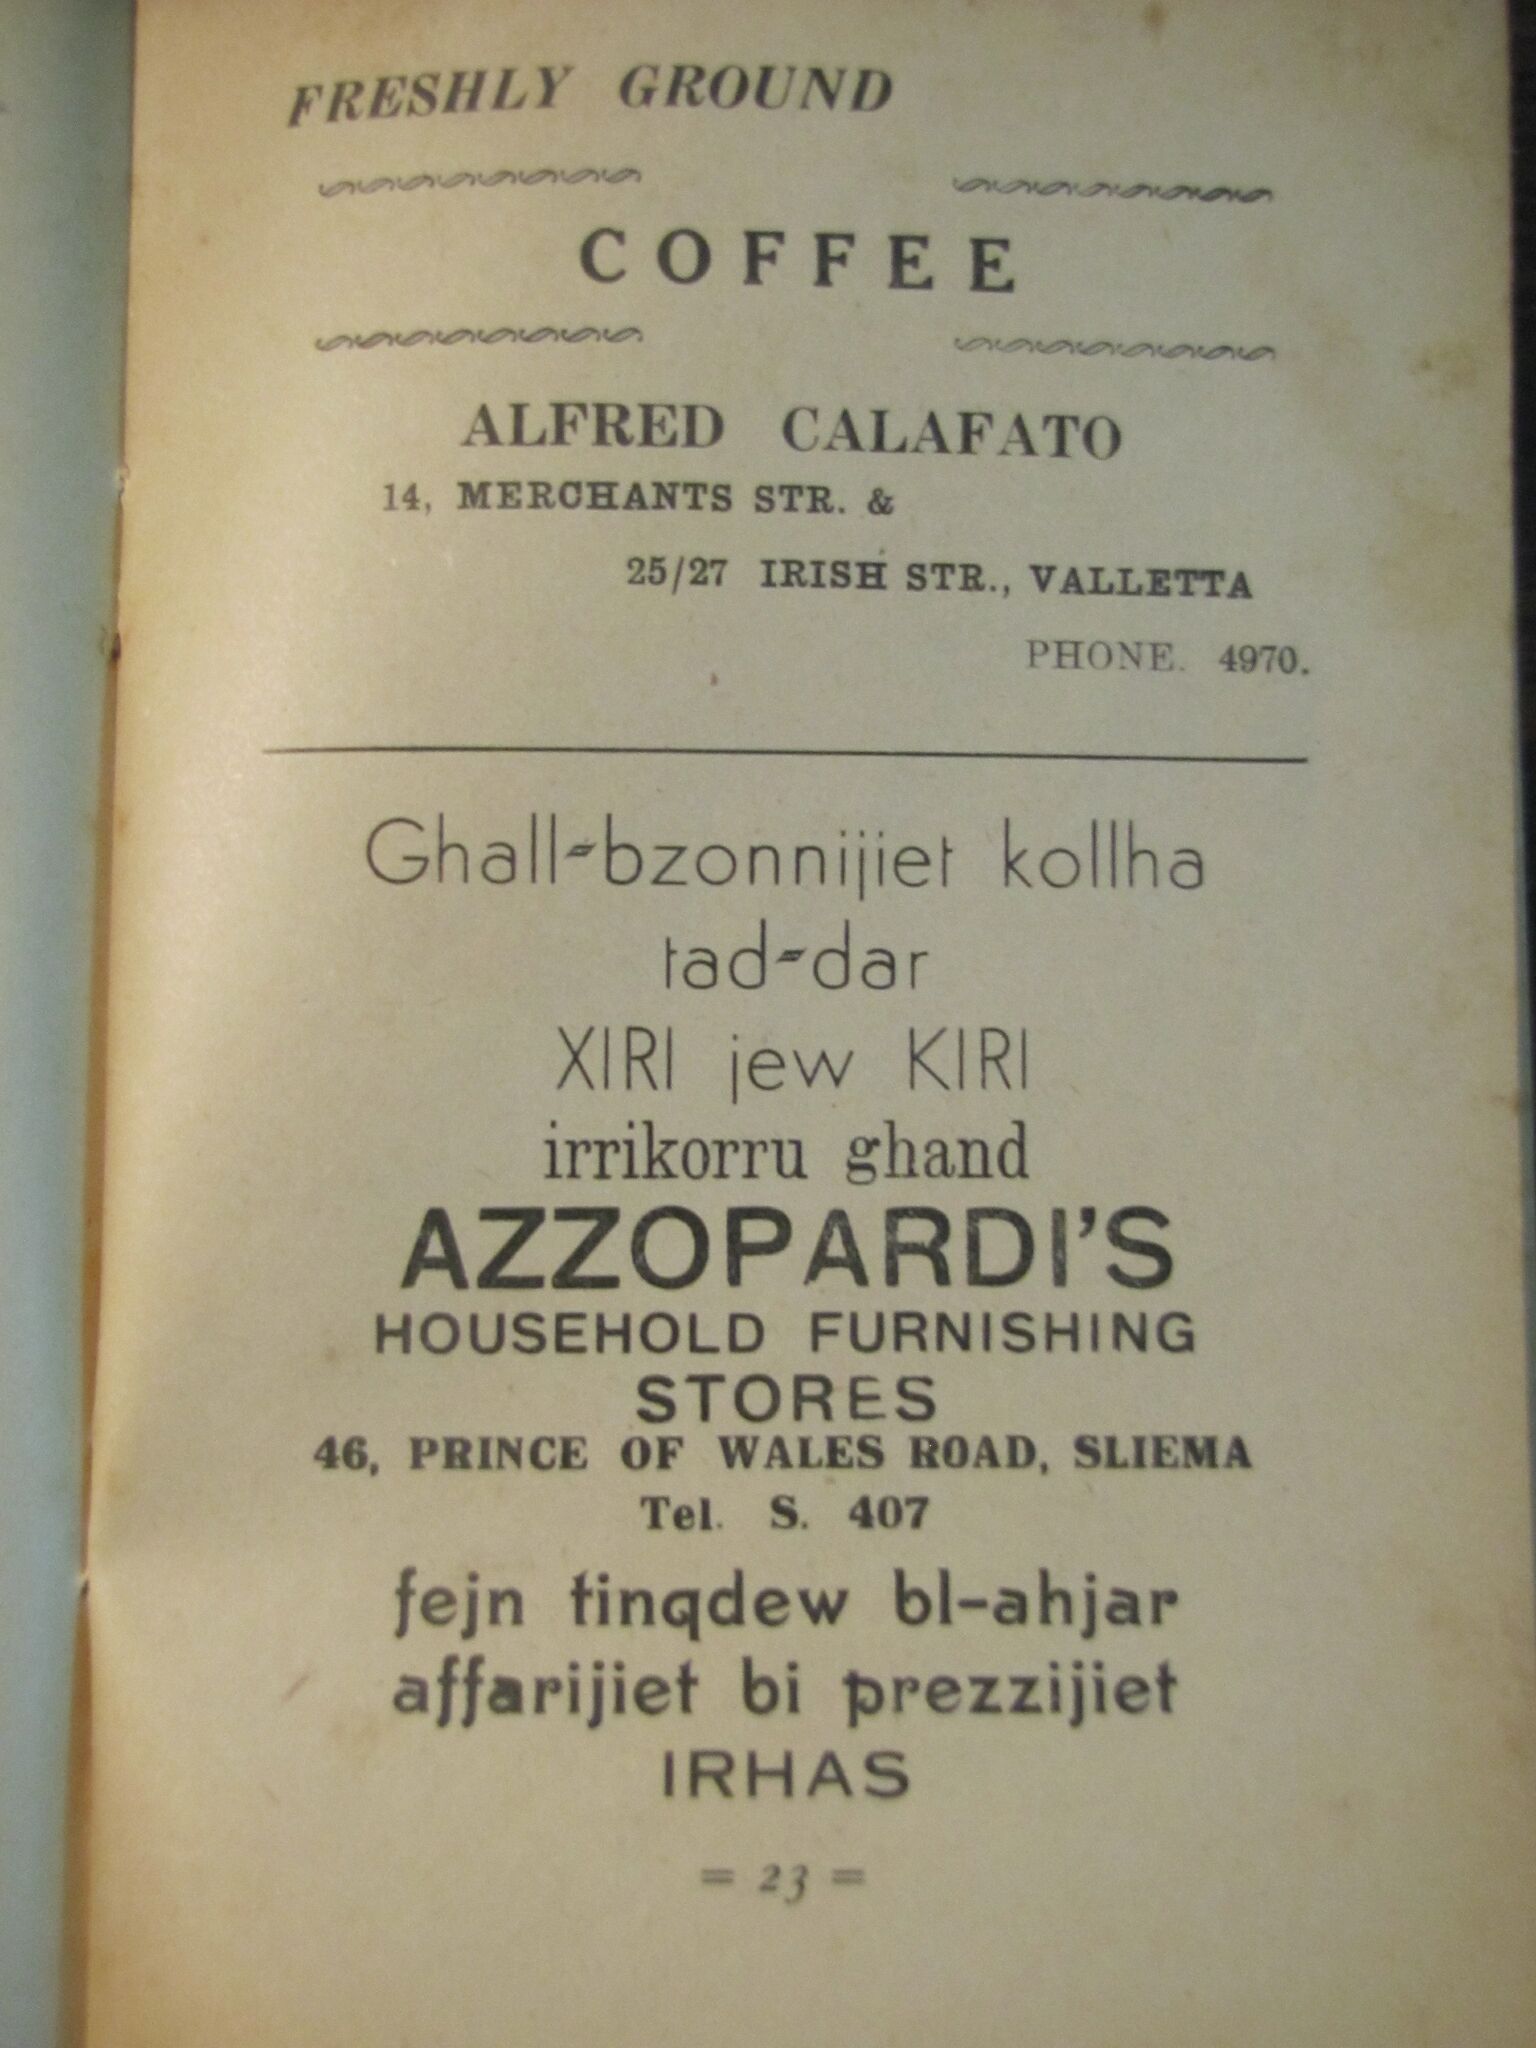 FRESHLY GROUND
COFFEE
ALFRED CALAFATO
14, MERCHANTS STR. &
25/27 IRISH STR., VALLETTA
PHONE. 4970.
Ghall-bzonnijiet kollha
tad-dar
XIRI jew KIRI
irrikorru ghand
AZZOPARDI'S
HOUSEHOLD FURNISHING
STORES
46, PRINCE OF WALES ROAD, SLIEMA
Tel. S. 407
fejn tinqdew bl-ahjar
affarijiet bi prezzijiet
IRHAS
= 23 =